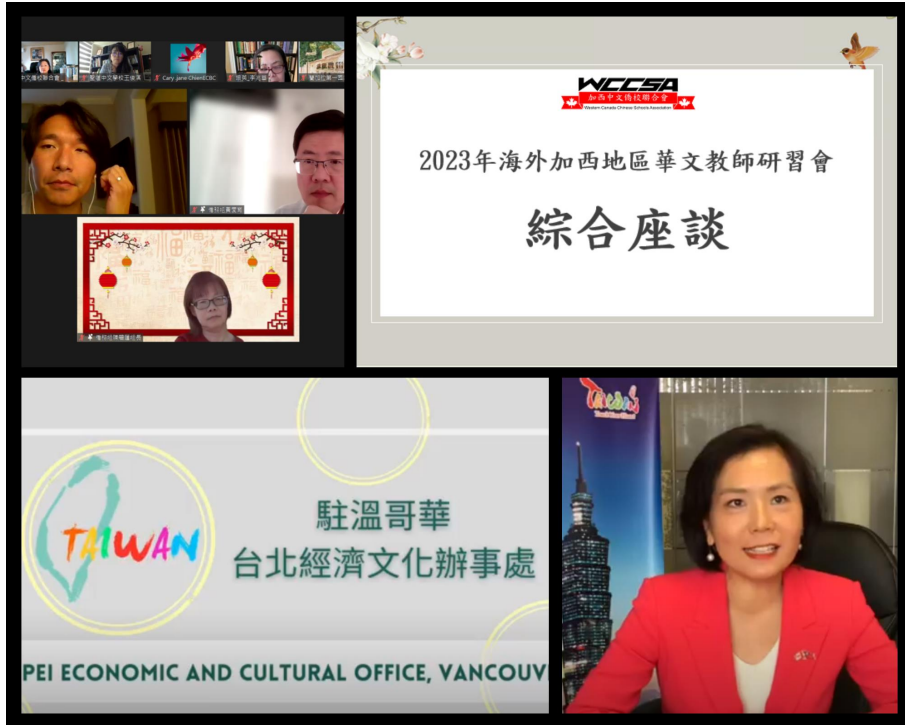 Cary-Jane ChienECBC
WCCSA
加西中文僑校聯合會
Western Canada Chinese Schools Association
2023年海外加西地區華文教師研習會
綜合座談
TAIWAN
駐溫哥華
台北經濟文化辦事處
PEI ECONOMIC AND CULTURAL OFFICE, VANCOUV